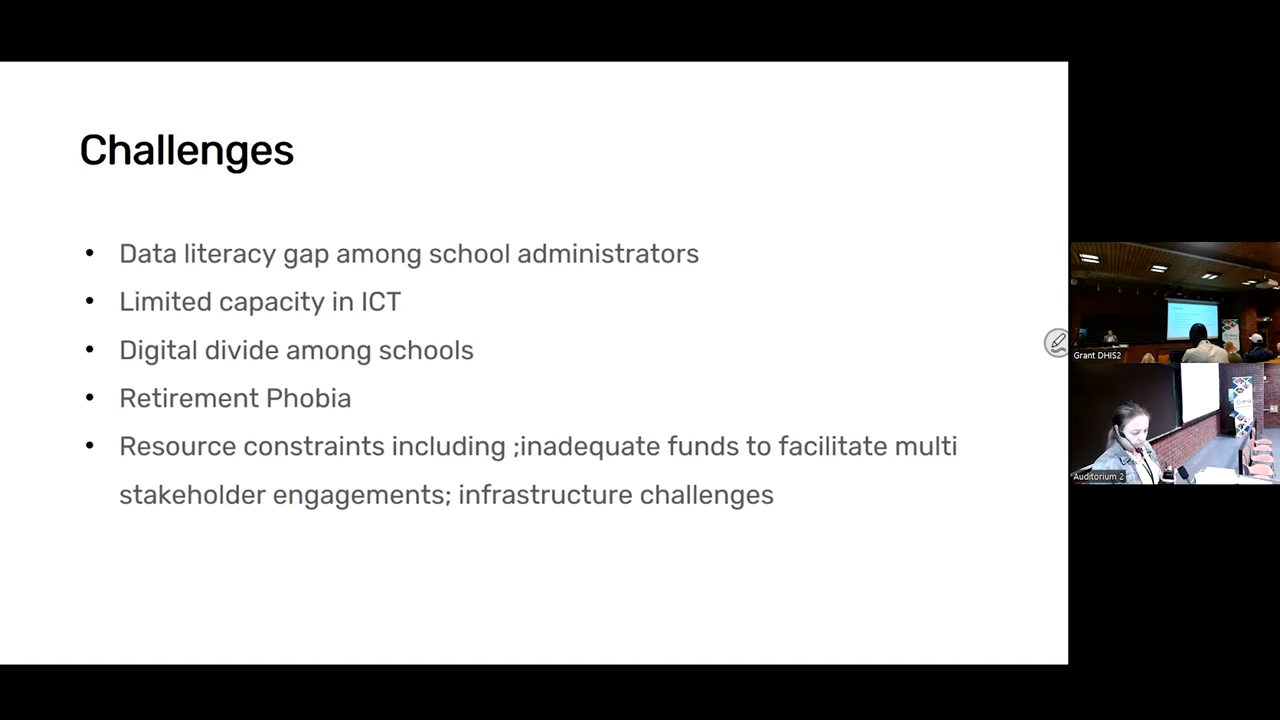 Challenges
• Data literacy gap among school administrators
• Limited capacity in ICT
• Digital divide among schools
• Retirement Phobia
• Resource constraints including ;inadequate funds to facilitate multi
stakeholder engagements; infrastructure challenges
Grant DHIS2
Auditorium 2